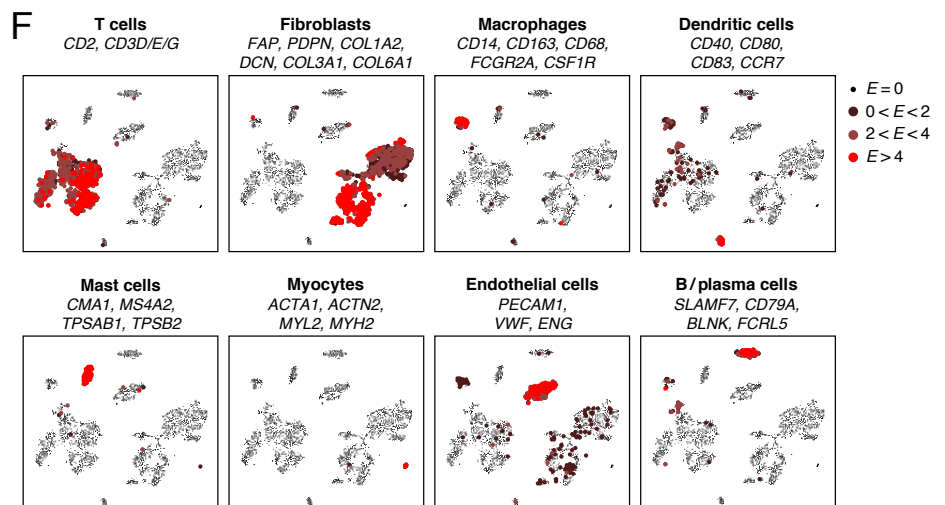 F
T cells
CD2, CD3D/E/G
Fibroblasts
FAP, PDPN, COL1A2,
DCN, COL3A1, COL6A1
Macrophages
CD14, CD163, CD68,
FCGR2A, CSF1R
Dendritic cells
CD40, CD80,
CD83, CCR7
E = 0
0 < E < 2
2 < E < 4
E > 4
Mast cells
CMA1, MS4A2,
TPSAB1, TPSB2
Myocytes
ACTA1, ACTN2,
MYL2, MYH2
Endothelial cells
PECAM1,
VWF, ENG
B / plasma cells
SLAMF7, CD79A,
BLNK, FCRL5